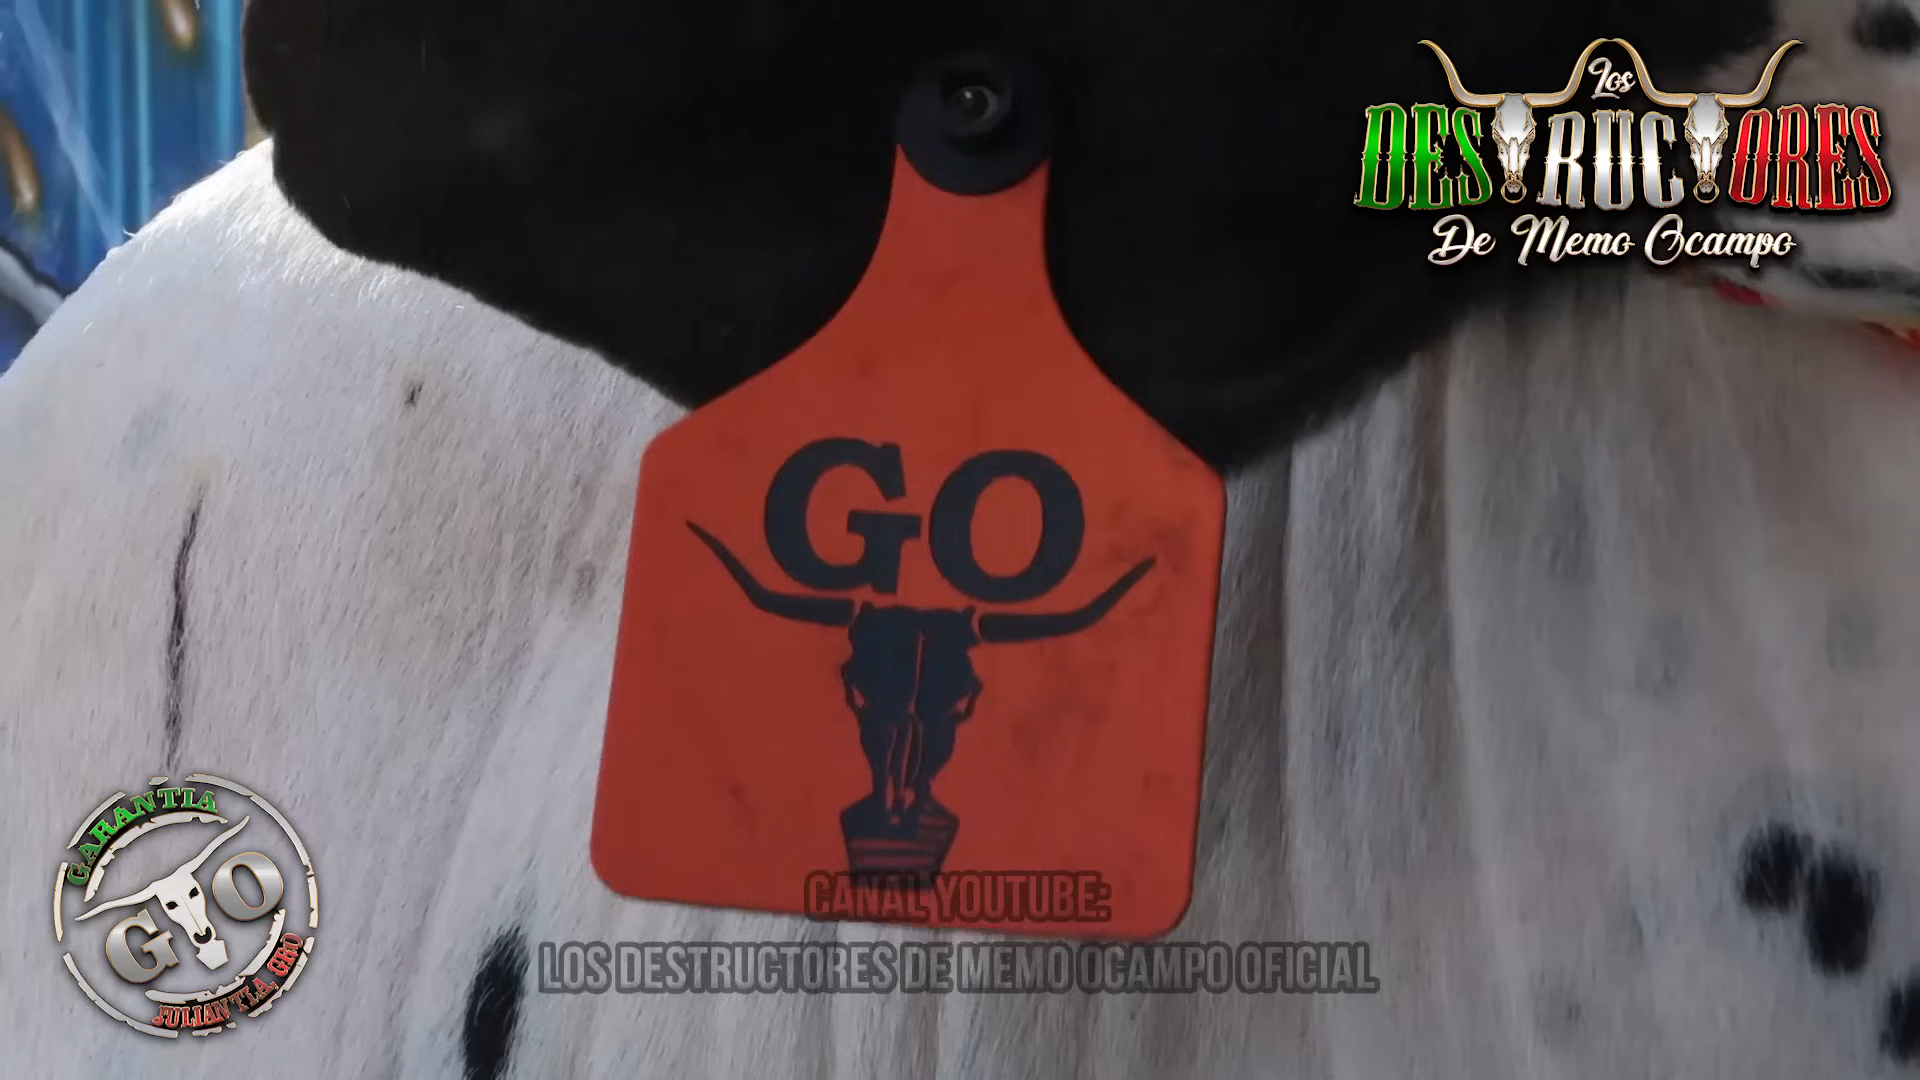 Los
DESTRUCTORES
De Memo Ocampo
GO
GARANTIA
GO
JULIANTLA, GRO
CANAL YOUTUBE:
LOS DESTRUCTORES DE MEMO OCAMPO OFICIAL